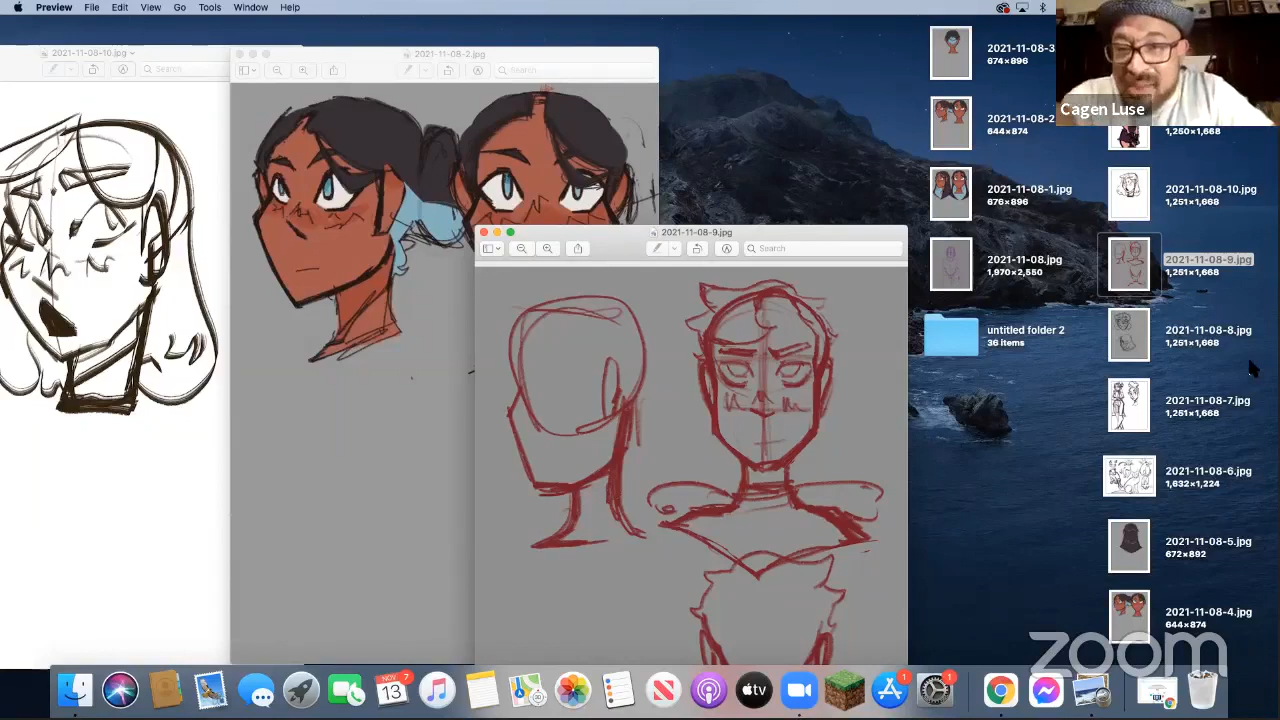 Preview File Edit View Go Tools Window Help
2021-11-08-10.jpg
Search
2021-11-08-2.jpg
Search
2021-11-08-9.jpg
Search
2021-11-08-3
674×896
2021-11-08-2
644×874
2021-11-08-1.jpg
676×896
2021-11-08.jpg
1,970×2,550
untitled folder 2
36 items
Cagen Luse
1,250×1,668
2021-11-08-10.jpg
1,251×1,668
2021-11-08-9.jpg
1,251×1,668
2021-11-08-8.jpg
1,251×1,668
2021-11-08-7.jpg
1,251×1,668
2021-11-08-6.jpg
1,632×1,224
2021-11-08-5.jpg
672×892
2021-11-08-4.jpg
644×874
zoom
NOV 7
13
tv
1
1